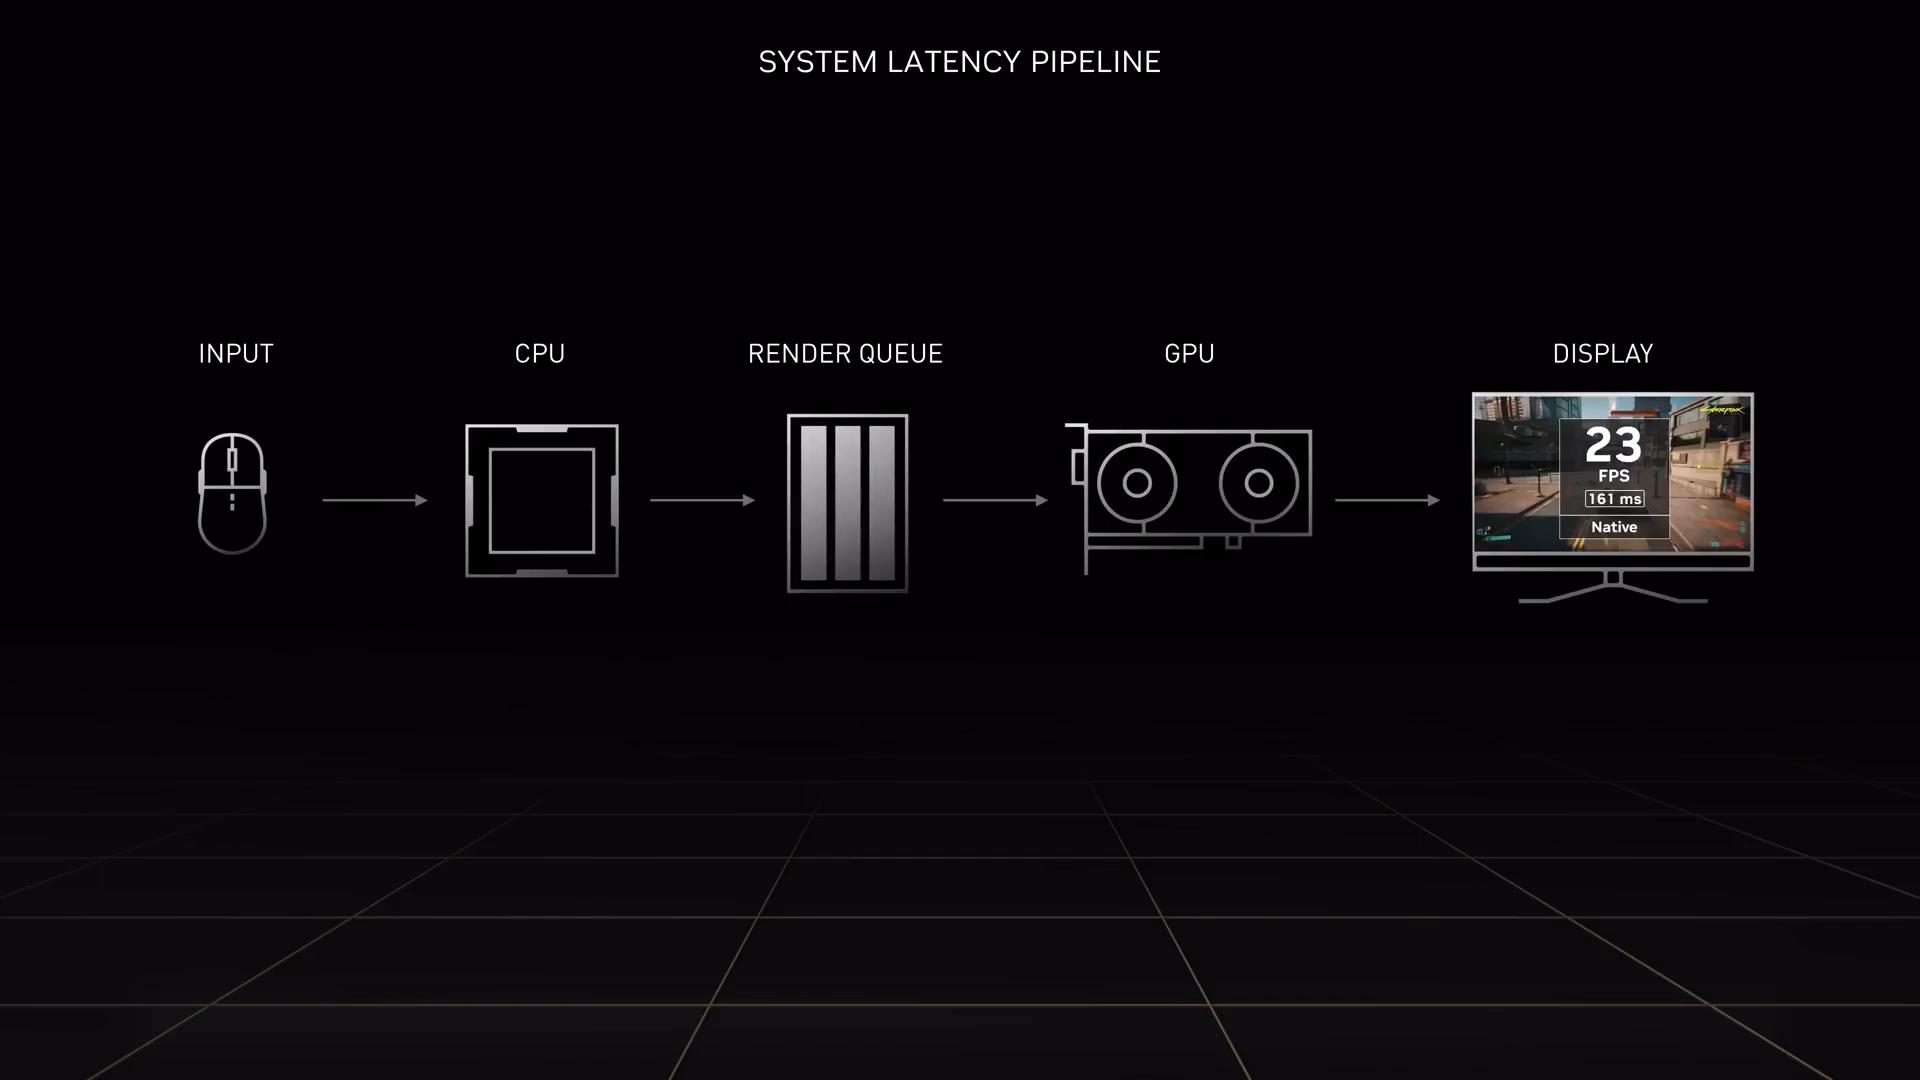 SYSTEM LATENCY PIPELINE
INPUT
CPU
RENDER QUEUE
GPU
DISPLAY
23
FPS
161 ms
Native